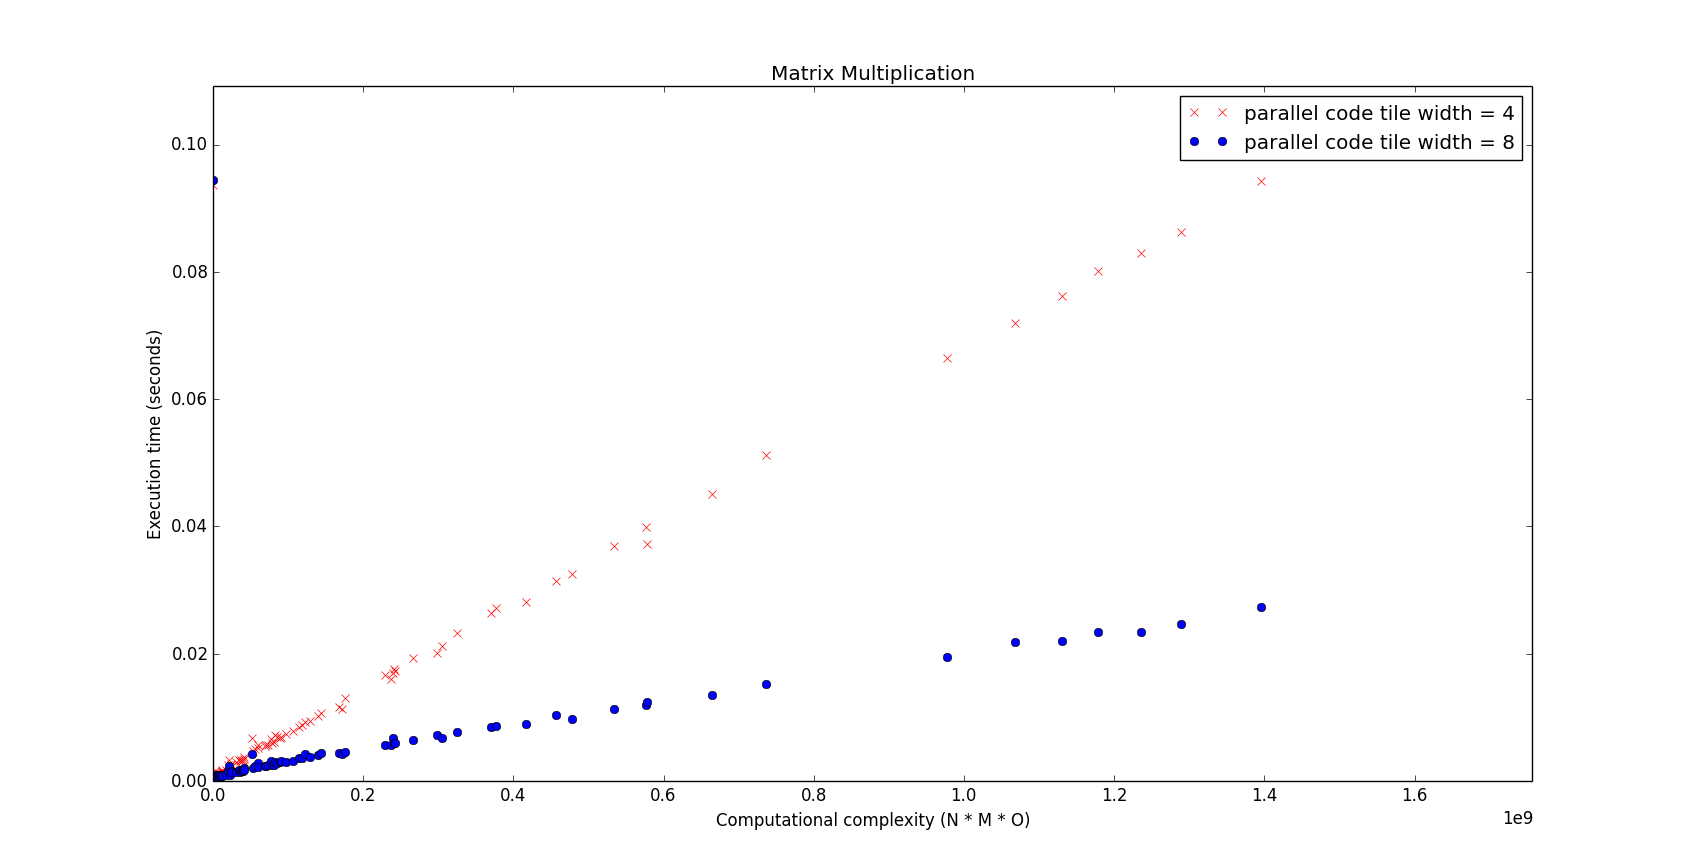 Matrix Multiplication
parallel code tile width = 4
parallel code tile width = 8
Execution time (seconds)
0.10
0.08
0.06
0.04
0.02
0.00
0.0 0.2 0.4 0.6 0.8 1.0 1.2 1.4 1.6
1e9
Computational complexity (N * M * O)